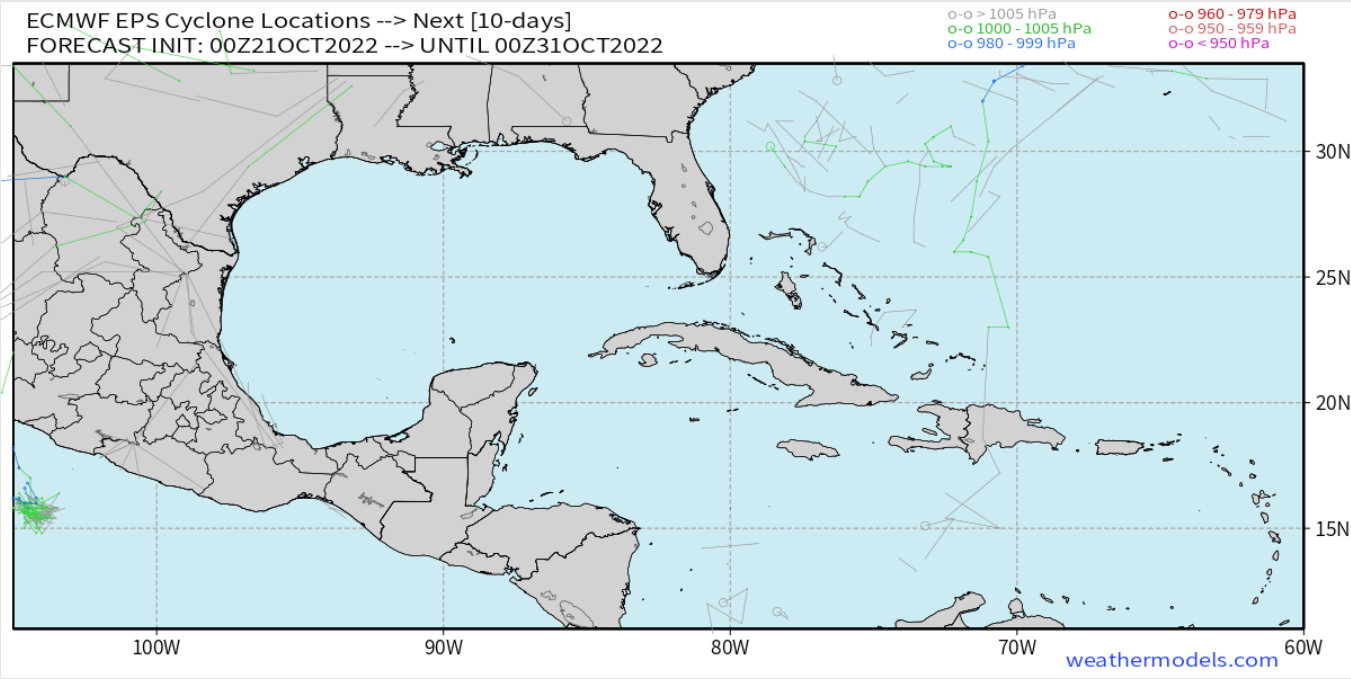 ECMWF EPS Cyclone Locations --> Next [10-days]
FORECAST INIT: 00Z21OCT2022 --> UNTIL 00Z31OCT2022
o-o > 1005 hPa
o-o 1000 - 1005 hPa
o-o 980 - 999 hPa
o-o 960 - 979 hPa
o-o 950 - 959 hPa
o-o < 950 hPa
30N
25N
20N
15N
100W
90W
80W
70W
60W
weathermodels.com